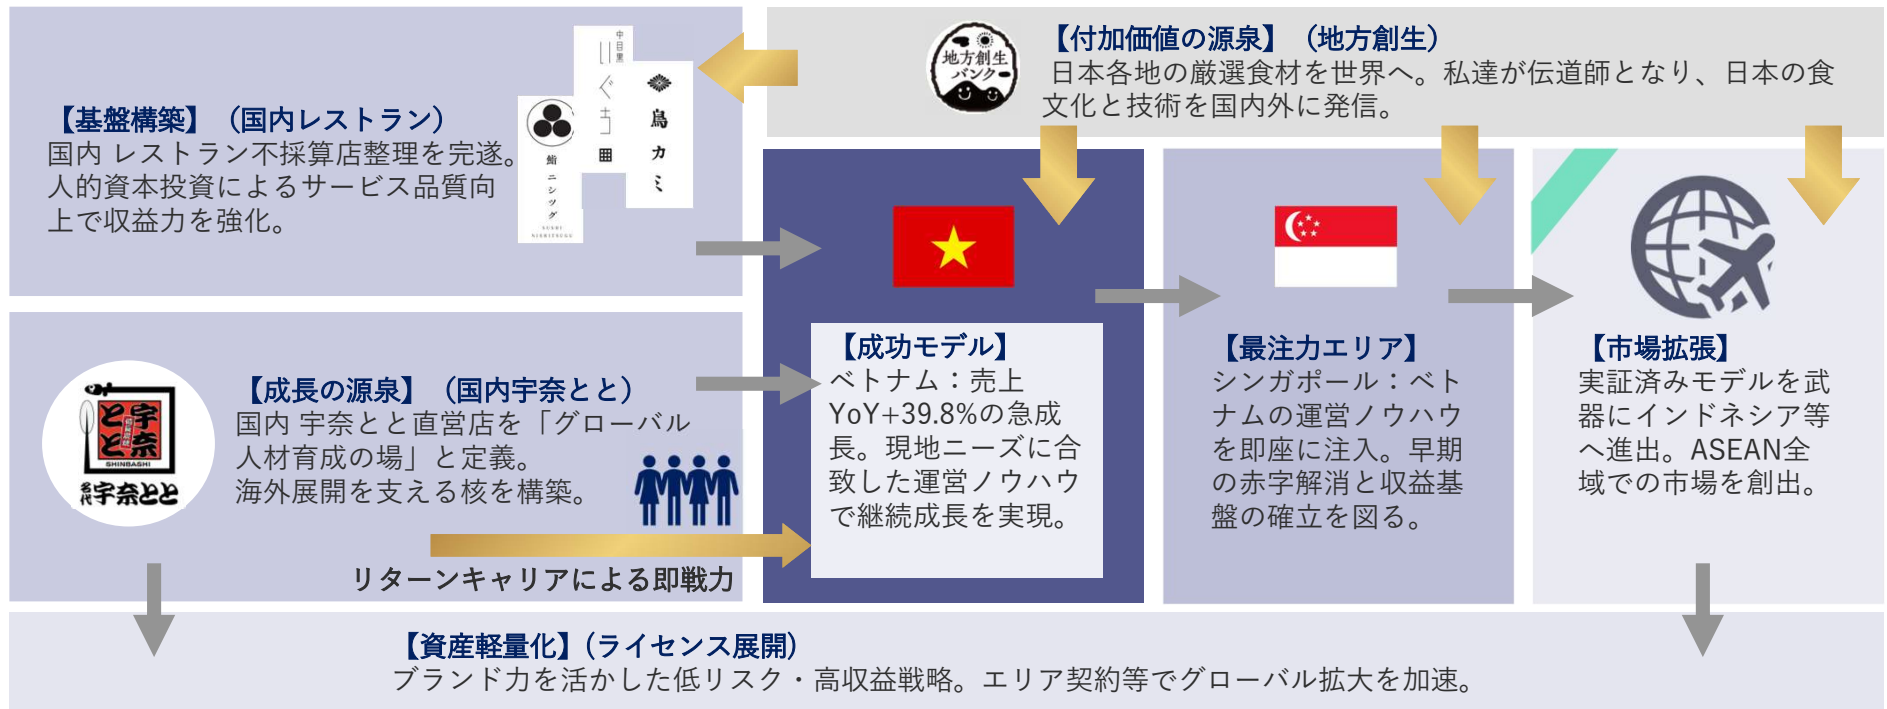 【付加価値の源泉】（地方創生）
日本各地の厳選食材を世界へ。私達が伝道師となり、日本の食
文化と技術を国内外に発信。
地方創生
バンク
【基盤構築】（国内レストラン）
国内 レストラン不採算店整理を完遂。
人的資本投資によるサービス品質向
上で収益力を強化。
中目黒
いぐち
鳥カミ
鮨 ニシツグ
SUSHI
NISHITSUGU
【成長の源泉】（国内宇奈とと）
国内 宇奈とと直営店を「グローバル
人材育成の場」と定義。
海外展開を支える核を構築。
宇奈とと
SHINBASHI
名代 宇奈とと
リターンキャリアによる即戦力
【成功モデル】
ベトナム：売上
YoY+39.8%の急成
長。現地ニーズに合
致した運営ノウハウ
で継続成長を実現。
【最注力エリア】
シンガポール：ベト
ナムの運営ノウハウ
を即座に注入。早期
の赤字解消と収益基
盤の確立を図る。
【市場拡張】
実証済みモデルを武
器にインドネシア等
へ進出。ASEAN全
域での市場を創出。
【資産軽量化】（ライセンス展開）
ブランド力を活かした低リスク・高収益戦略。エリア契約等でグローバル拡大を加速。